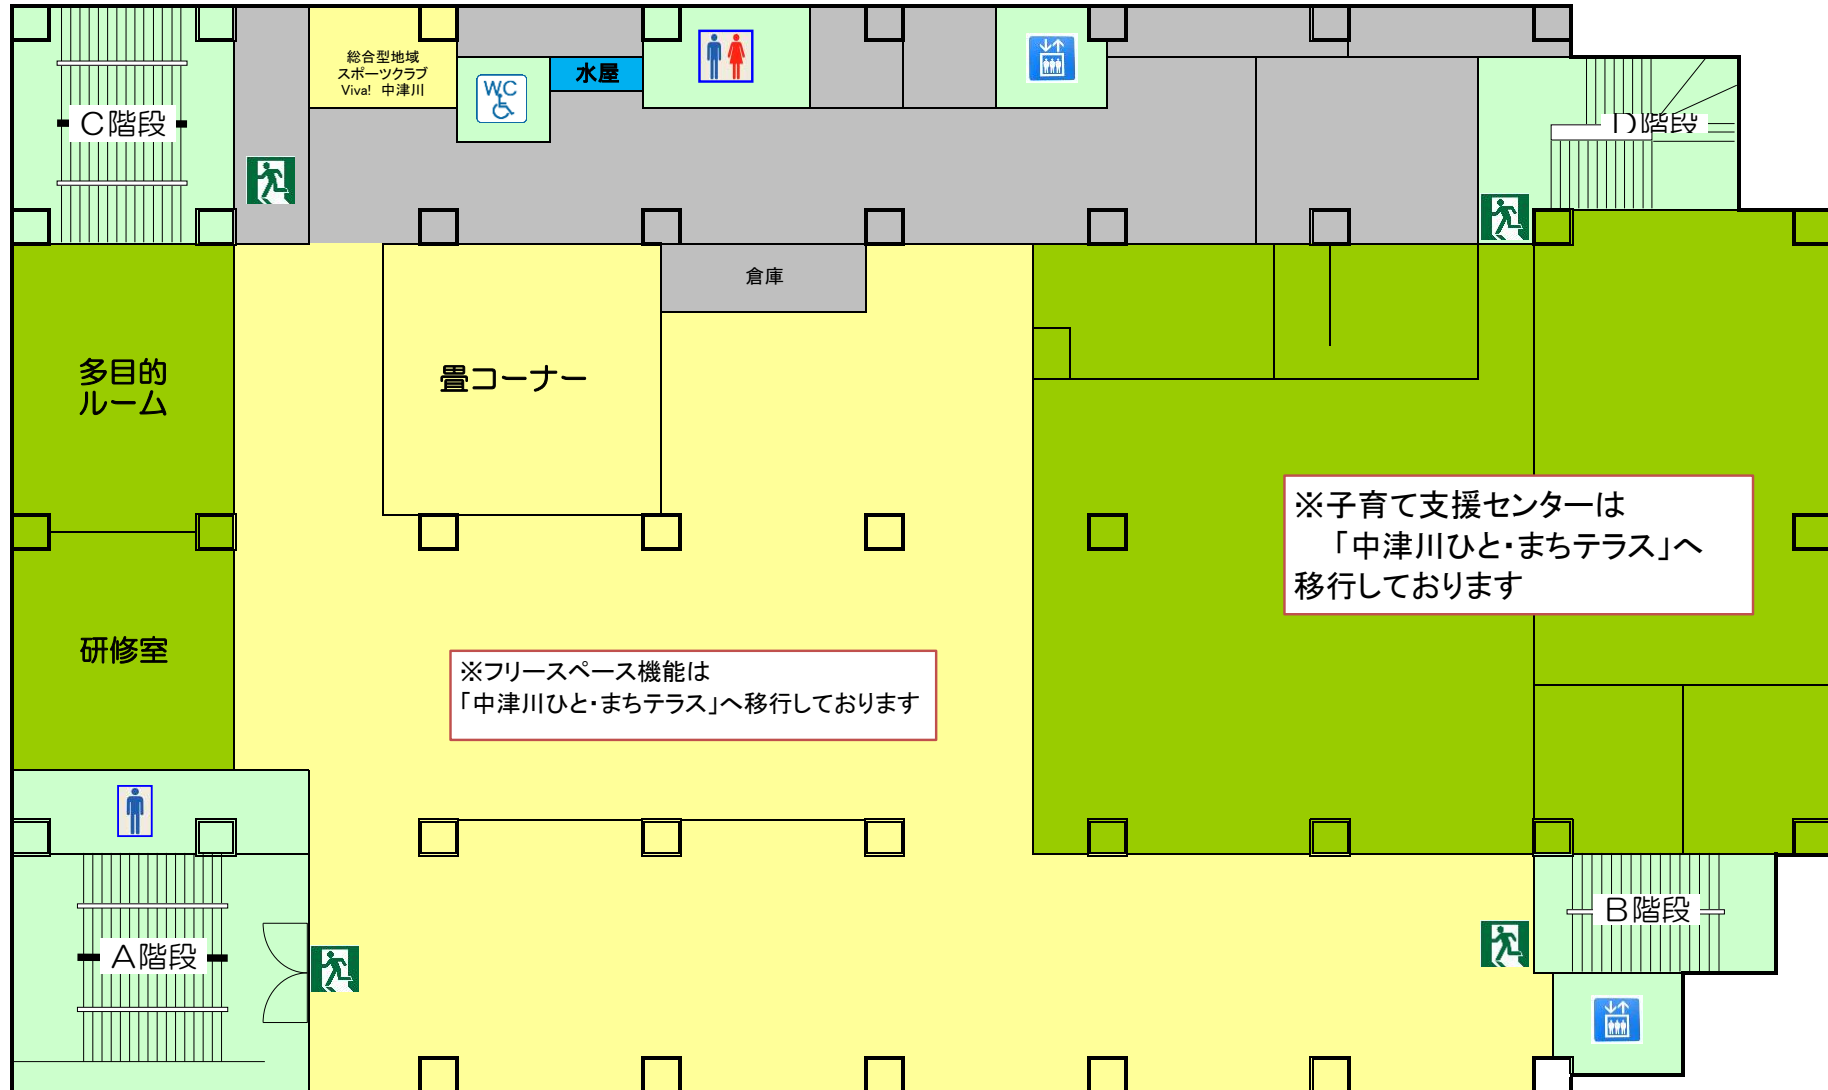 総合型地域
スポーツクラブ
Viva! 中津川
WC
水屋
C階段
D階段
倉庫
多目的
ルーム
畳コーナー
※子育て支援センターは
「中津川ひと・まちテラス」へ
移行しております
研修室
※フリースペース機能は
「中津川ひと・まちテラス」へ移行しております
A階段
B階段